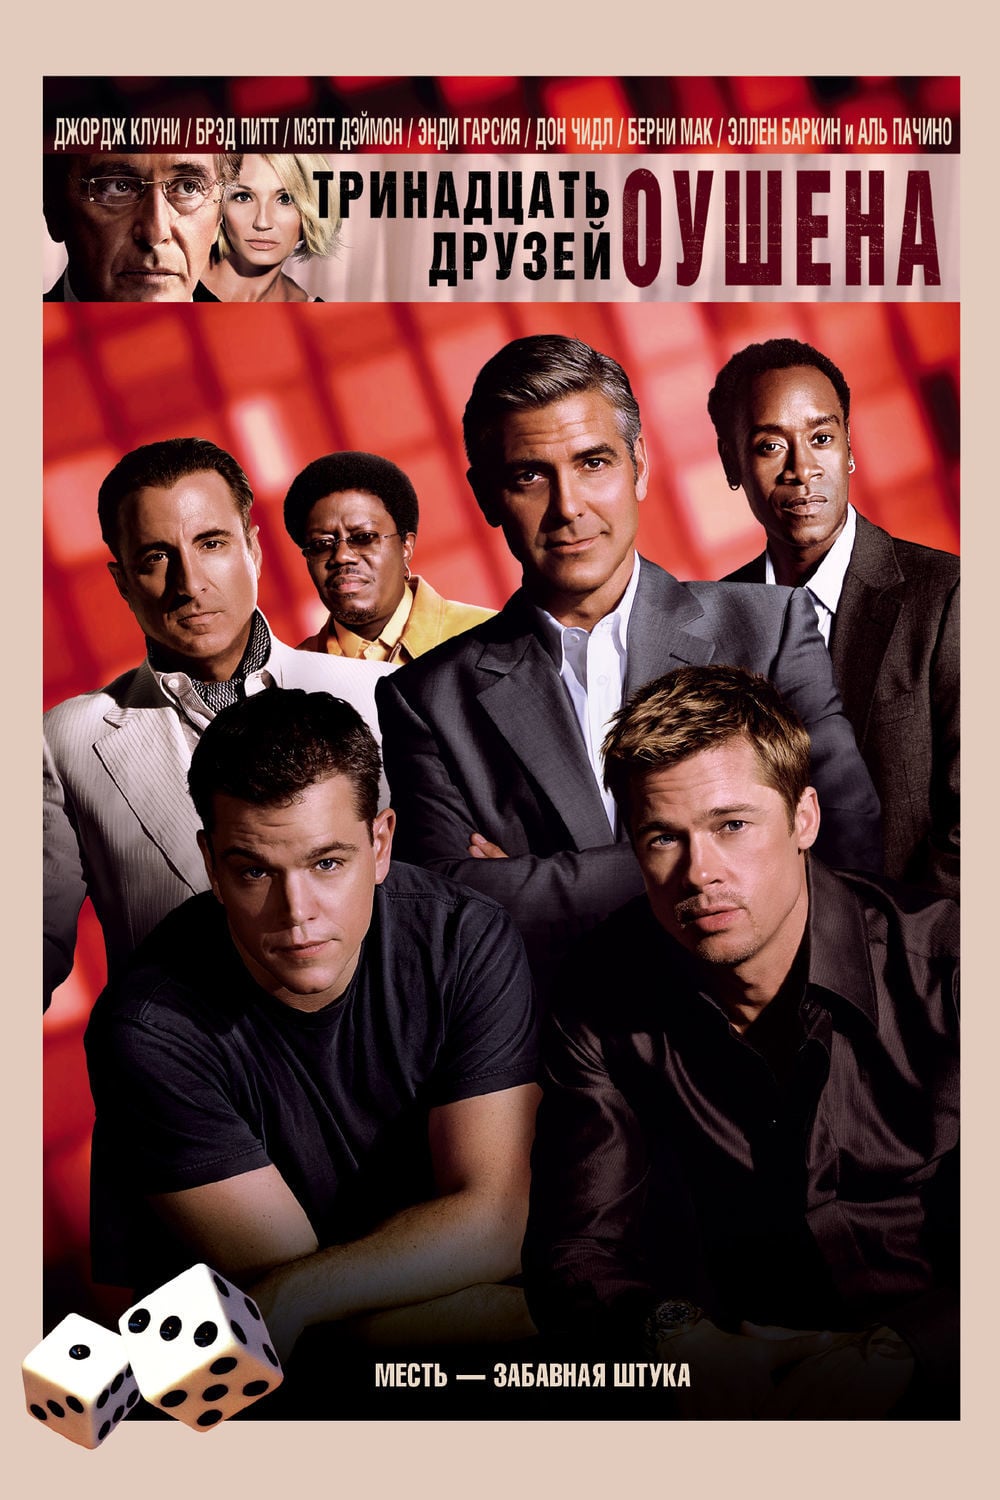 ДЖОРДЖ КЛУНИ / БРЭД ПИТТ / МЭТТ ДЭЙМОН / ЭНДИ ГАРСИЯ / ДОН ЧИДЛ / БЕРНИ МАК / ЭЛЛЕН БАРКИН и АЛЬ ПАЧИНО
ТРИНАДЦАТЬ
ДРУЗЕЙ ОУШЕНА
МЕСТЬ — ЗАБАВНАЯ ШТУКА